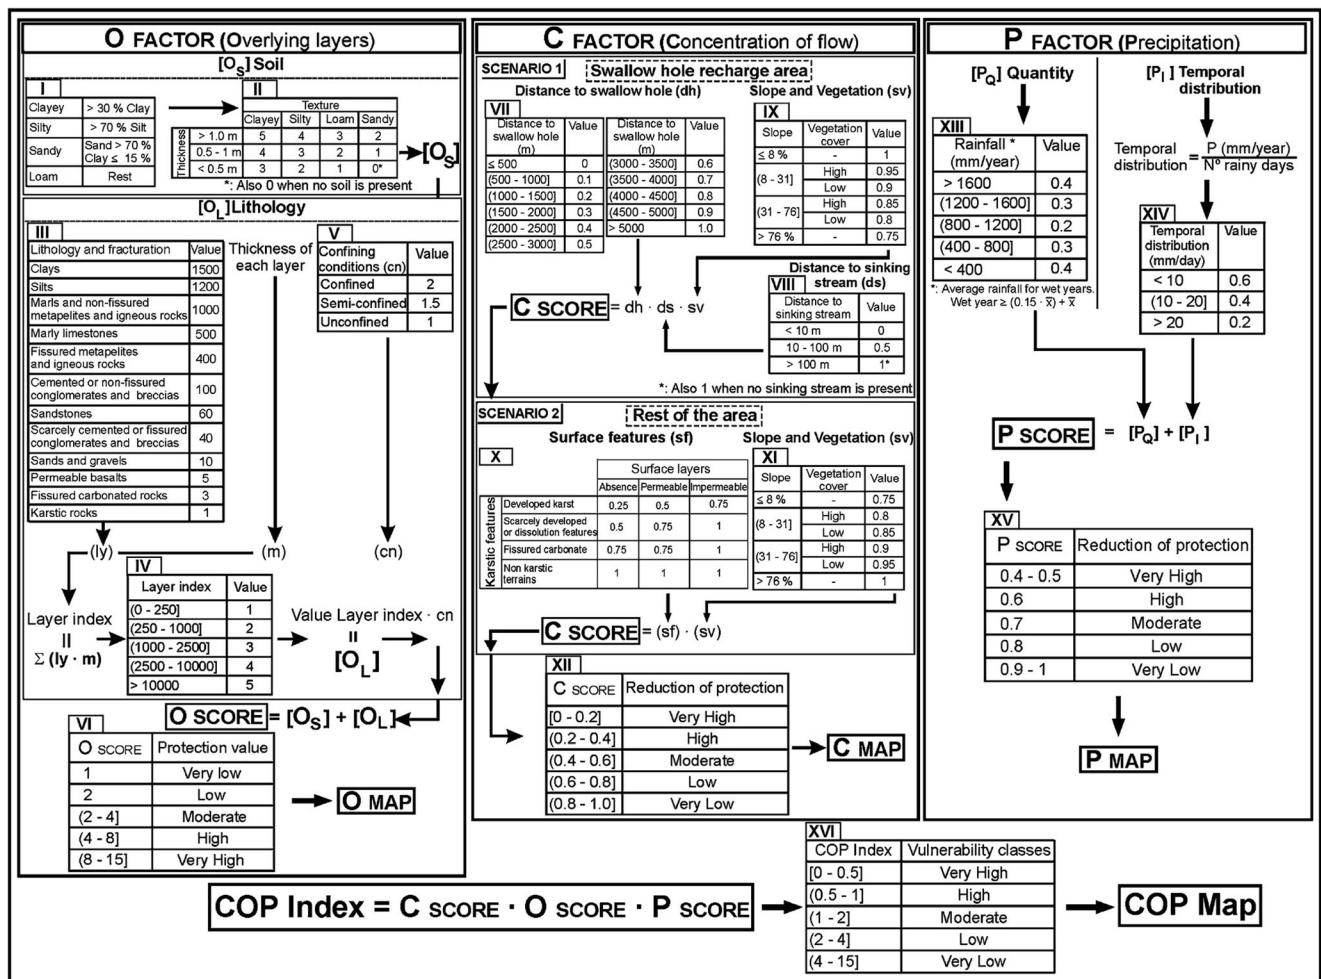 O FACTOR (Overlying layers)
[OS] Soil
I
Clayey > 30 % Clay
Silty > 70 % Silt
Sandy Sand > 70 %
Clay ≤ 15 %
Loam Rest
II
Texture
Clayey Silty Loam Sandy
Thickness
> 1.0 m 5 4 3 2
0.5 - 1 m 4 3 2 1
< 0.5 m 3 2 1 0*
[OS]
*: Also 0 when no soil is present
[OL] Lithology
III
Lithology and fracturation Value
Clays 1500
Silts 1200
Marls and non-fissured
metapelites and igneous rocks 1000
Marly limestones 500
Fissured metapelites
and igneous rocks 400
Cemented or non-fissured
conglomerates and breccias 100
Sandstones 60
Scarcely cemented or fissured
conglomerates and breccias 40
Sands and gravels 10
Permeable basalts 5
Fissured carbonated rocks 3
Karstic rocks 1
Thickness of
each layer
V
Confining
conditions (cn) Value
Confined 2
Semi-confined 1.5
Unconfined 1
(ly) (m) (cn)
Layer index
=
Σ (ly · m)
IV
Layer index Value
(0 - 250] 1
(250 - 1000] 2
(1000 - 2500] 3
(2500 - 10000] 4
> 10000 5
Value Layer index · cn
=
[OL]
O SCORE = [OS] + [OL]
VI
O SCORE Protection value
1 Very low
2 Low
(2 - 4] Moderate
(4 - 8] High
(8 - 15] Very High
O MAP
C FACTOR (Concentration of flow)
SCENARIO 1
Swallow hole recharge area
Distance to swallow hole (dh)
VII
Distance to
swallow hole
(m) Value
≤ 500 0
(500 - 1000] 0.1
(1000 - 1500] 0.2
(1500 - 2000] 0.3
(2000 - 2500] 0.4
(2500 - 3000] 0.5
Distance to
swallow hole
(m) Value
(3000 - 3500] 0.6
(3500 - 4000] 0.7
(4000 - 4500] 0.8
(4500 - 5000] 0.9
> 5000 1.0
Slope and Vegetation (sv)
IX
Slope Vegetation
cover Value
≤ 8 % - 1
(8 - 31] High 0.95
Low 0.9
(31 - 76] High 0.85
Low 0.8
> 76 % - 0.75
C SCORE = dh · ds · sv
Distance to sinking
stream (ds)
VIII
Distance to
sinking stream Value
< 10 m 0
10 - 100 m 0.5
> 100 m 1*
*: Also 1 when no sinking stream is present
SCENARIO 2
Rest of the area
Surface features (sf)
X
Surface layers
Absence Permeable Impermeable
Karstic features
Developed karst 0.25 0.5 0.75
Scarcely developed
or dissolution features 0.5 0.75 1
Fissured carbonate 0.75 0.75 1
Non karstic
terrains 1 1 1
Slope and Vegetation (sv)
XI
Slope Vegetation
cover Value
≤ 8 % - 0.75
(8 - 31] High 0.8
Low 0.85
(31 - 76] High 0.9
Low 0.95
> 76 % - 1
C SCORE = (sf) · (sv)
XII
C SCORE Reduction of protection
[0 - 0.2] Very High
(0.2 - 0.4] High
(0.4 - 0.6] Moderate
(0.6 - 0.8] Low
(0.8 - 1.0] Very Low
C MAP
P FACTOR (Precipitation)
[PQ] Quantity
XIII
Rainfall *
(mm/year) Value
> 1600 0.4
(1200 - 1600] 0.3
(800 - 1200] 0.2
(400 - 800] 0.3
< 400 0.4
*: Average rainfall for wet years.
Wet year ≥ (0.15 · x̅) + x̅
[PI] Temporal
distribution
Temporal
distribution = P (mm/year)
Nº rainy days
XIV
Temporal
distribution
(mm/day) Value
< 10 0.6
(10 - 20] 0.4
> 20 0.2
P SCORE = [PQ] + [PI]
XV
P SCORE Reduction of protection
0.4 - 0.5 Very High
0.6 High
0.7 Moderate
0.8 Low
0.9 - 1 Very Low
P MAP
COP Index = C SCORE · O SCORE · P SCORE
XVI
COP Index Vulnerability classes
[0 - 0.5] Very High
(0.5 - 1] High
(1 - 2] Moderate
(2 - 4] Low
(4 - 15] Very Low
COP Map